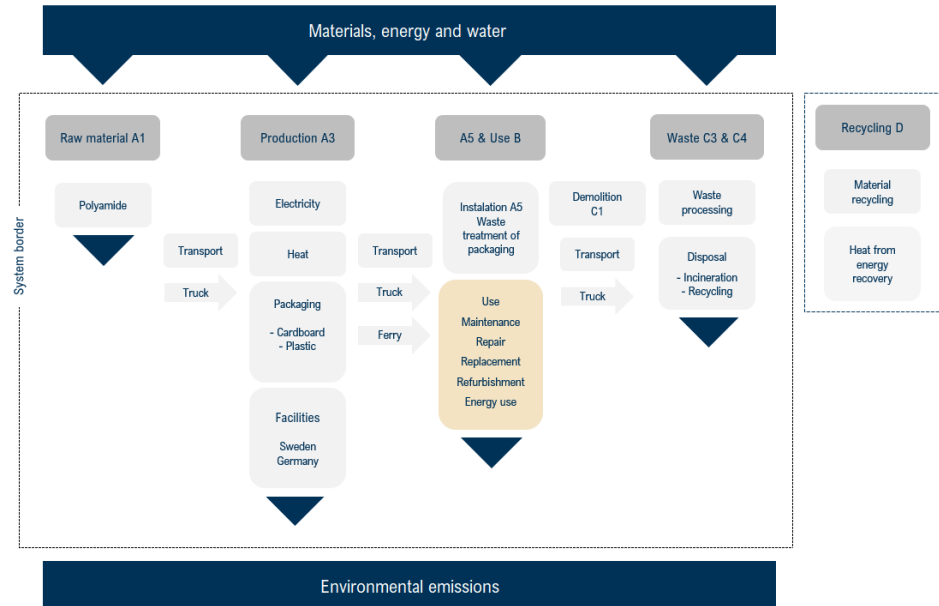 Materials, energy and water
System border
Raw material A1
Polyamide
Transport
Truck
Production A3
Electricity
Heat
Packaging
- Cardboard
- Plastic
Facilities
Sweden
Germany
Transport
Truck
Ferry
A5 & Use B
Instalation A5
Waste
treatment of
packaging
Use
Maintenance
Repair
Replacement
Refurbishment
Energy use
Demolition
C1
Transport
Truck
Waste C3 & C4
Waste
processing
Disposal
- Incineration
- Recycling
Recycling D
Material
recycling
Heat from
energy
recovery
Environmental emissions